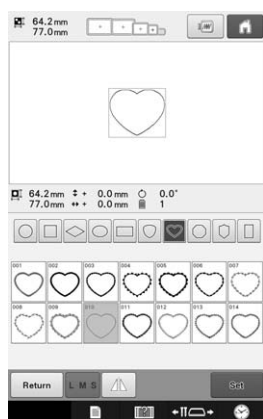 64.2mm
77.0mm
64.2mm + 0.0mm 0.0°
77.0mm + 0.0mm 1
001 002 003 004 005 006 007
008 009 010 011 012 013 014
Return L M S Set